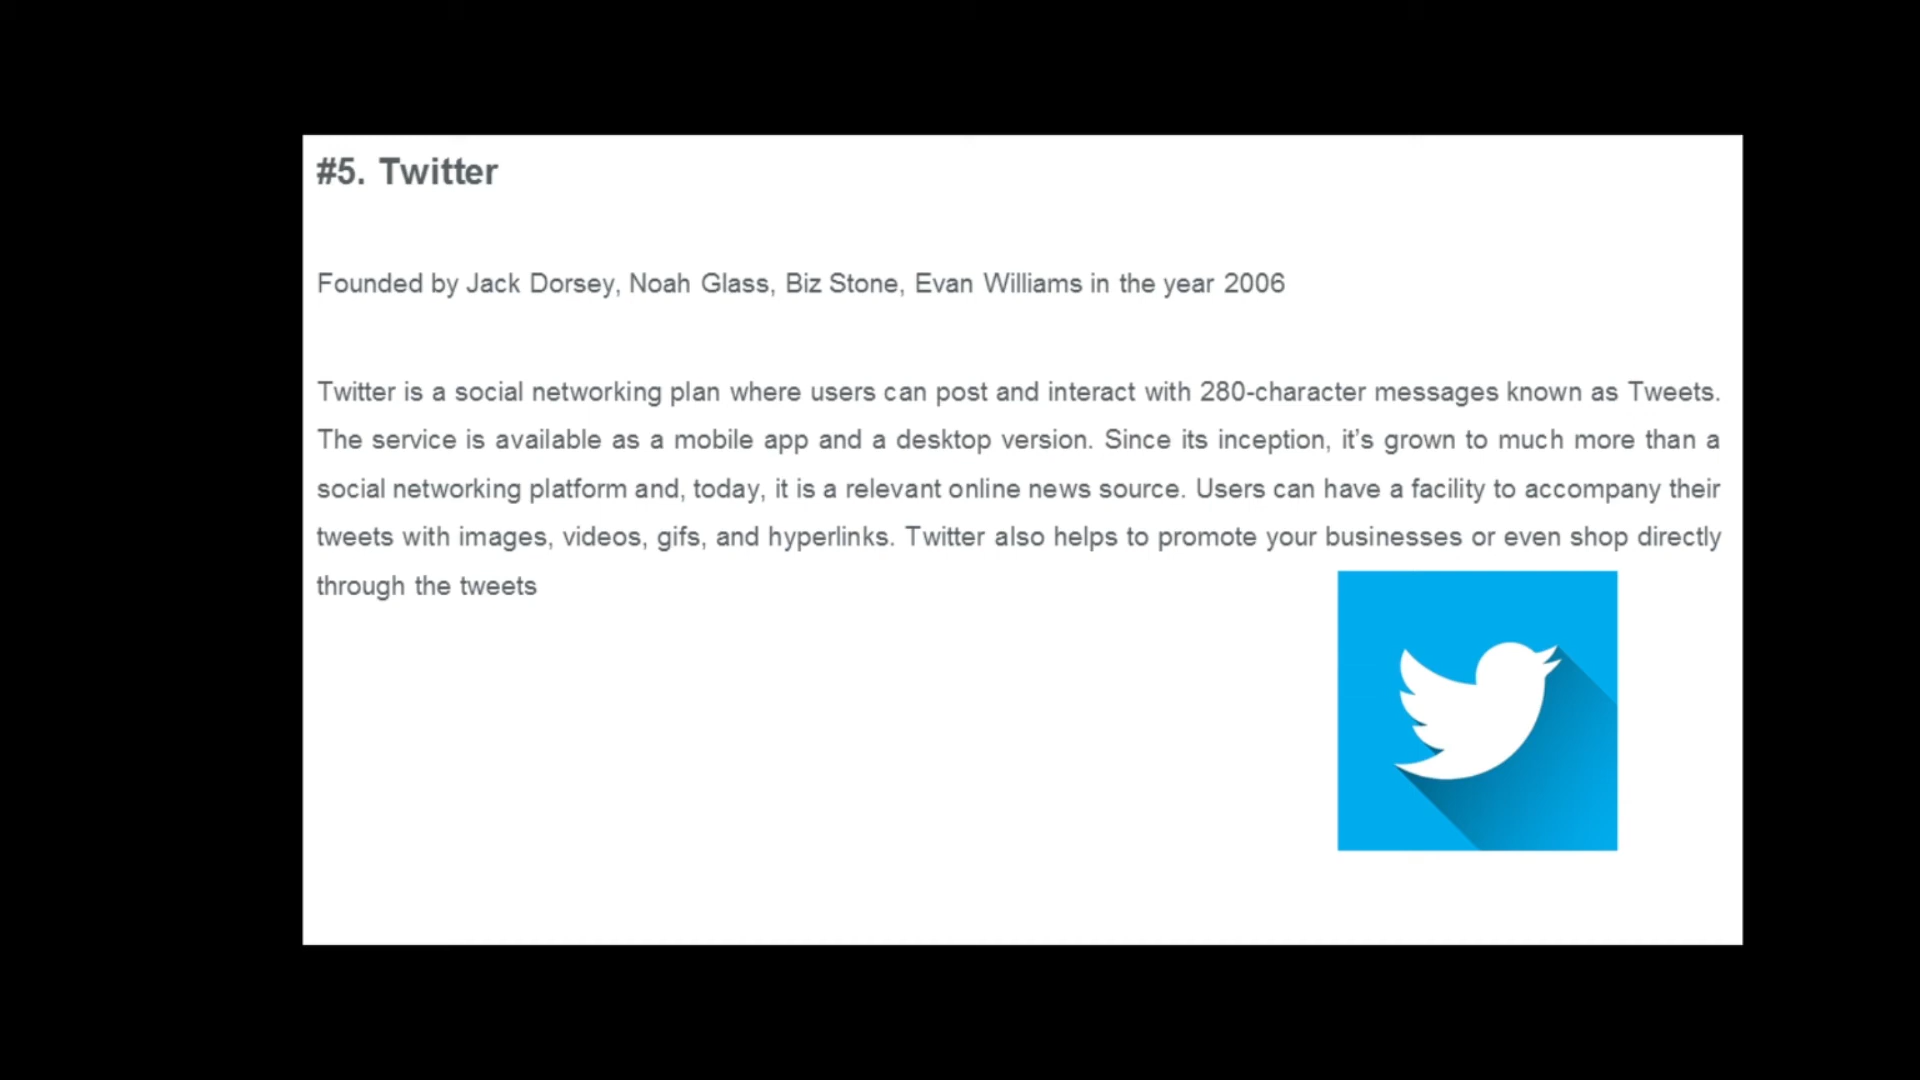 #5. Twitter
Founded by Jack Dorsey, Noah Glass, Biz Stone, Evan Williams in the year 2006
Twitter is a social networking plan where users can post and interact with 280-character messages known as Tweets.
The service is available as a mobile app and a desktop version. Since its inception, it’s grown to much more than a
social networking platform and, today, it is a relevant online news source. Users can have a facility to accompany their
tweets with images, videos, gifs, and hyperlinks. Twitter also helps to promote your businesses or even shop directly
through the tweets